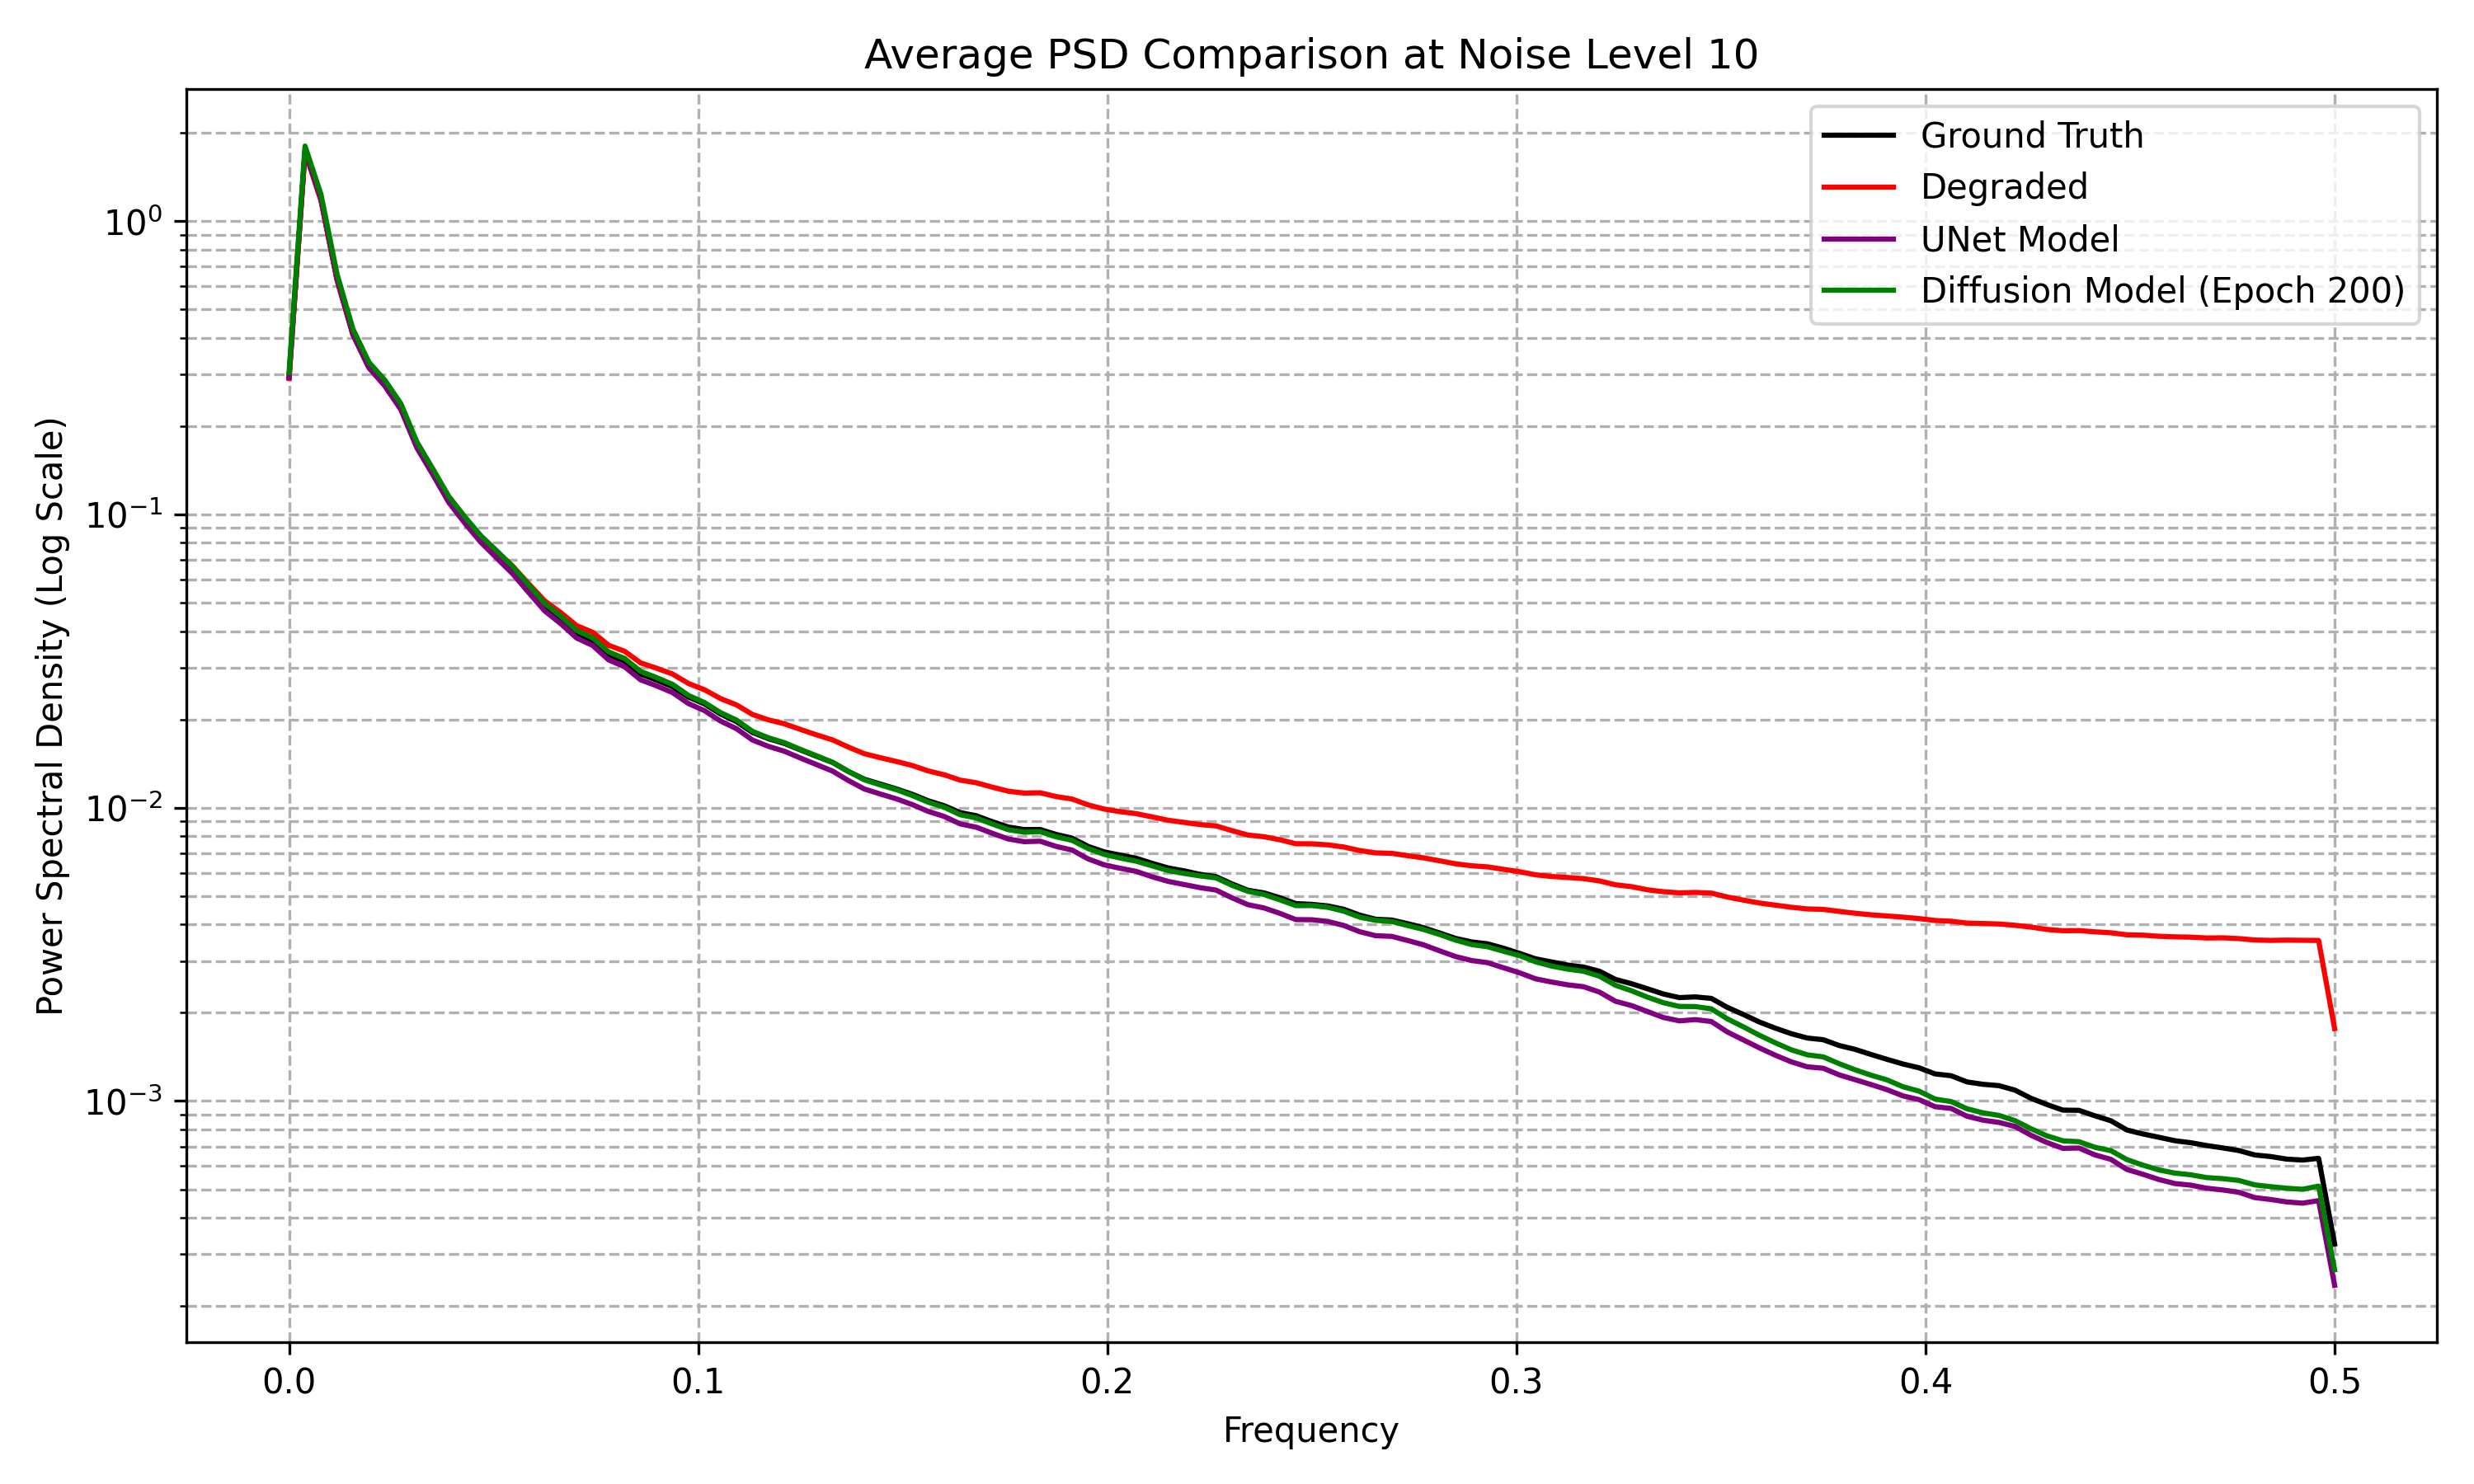 Average PSD Comparison at Noise Level 10
Ground Truth
Degraded
UNet Model
Diffusion Model (Epoch 200)
Power Spectral Density (Log Scale)
10⁰
10⁻¹
10⁻²
10⁻³
0.0 0.1 0.2 0.3 0.4 0.5
Frequency